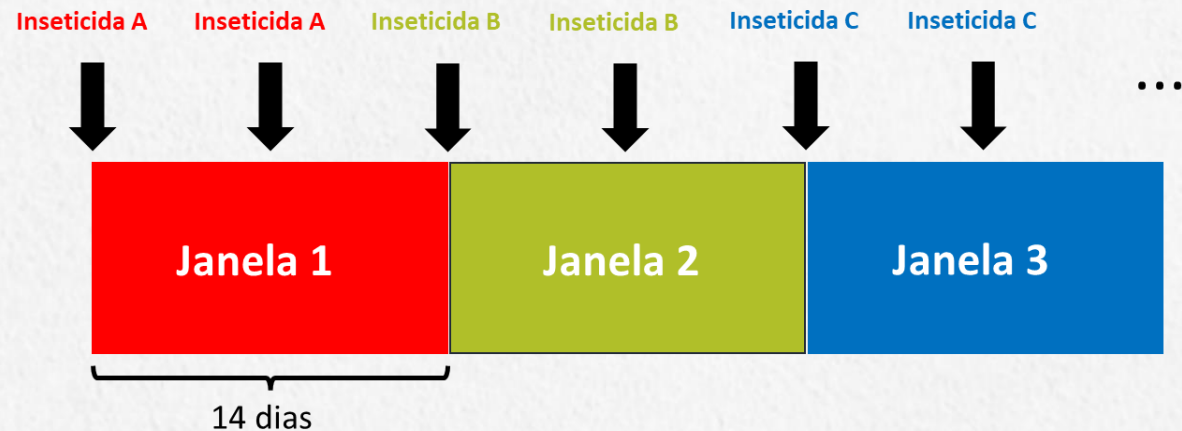 Inseticida A Inseticida A Inseticida B Inseticida B Inseticida C Inseticida C
...
Janela 1 Janela 2 Janela 3
14 dias